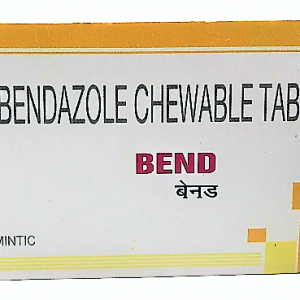 BENDAZOLE CHEWABLE TAB
BEND
बेनड
MINTIC